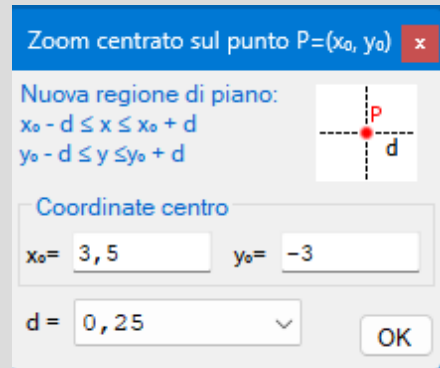 Zoom centrato sul punto P=(x₀, y₀) x
Nuova regione di piano:
x₀ - d ≤ x ≤ x₀ + d
y₀ - d ≤ y ≤y₀ + d
P
d
Coordinate centro
x₀= 3,5 y₀= -3
d = 0,25
OK